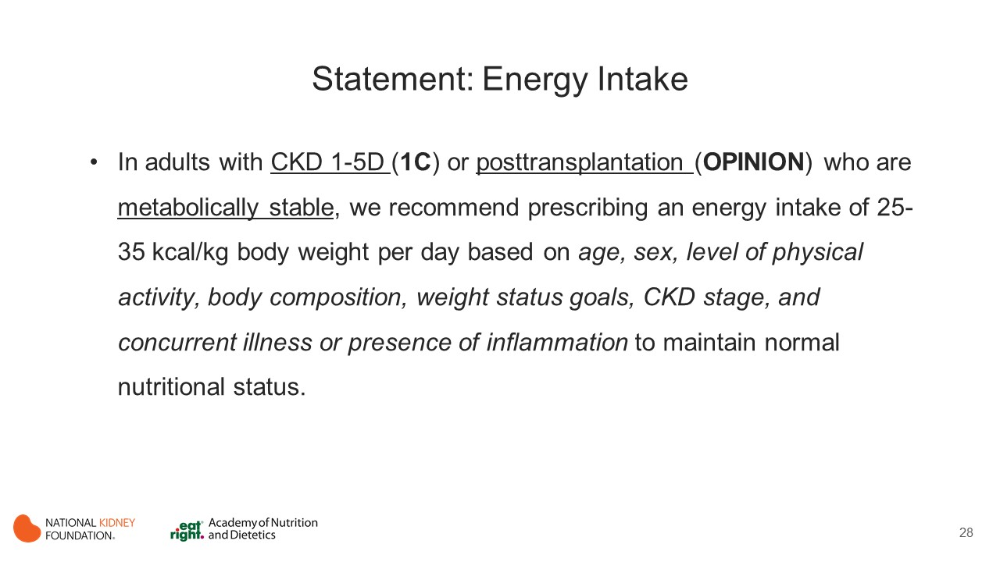 Statement: Energy Intake
• In adults with CKD 1-5D (1C) or posttransplantation (OPINION) who are
metabolically stable, we recommend prescribing an energy intake of 25-
35 kcal/kg body weight per day based on age, sex, level of physical
activity, body composition, weight status goals, CKD stage, and
concurrent illness or presence of inflammation to maintain normal
nutritional status.
NATIONAL KIDNEY
FOUNDATION®
eat
right.
Academy of Nutrition
and Dietetics
28